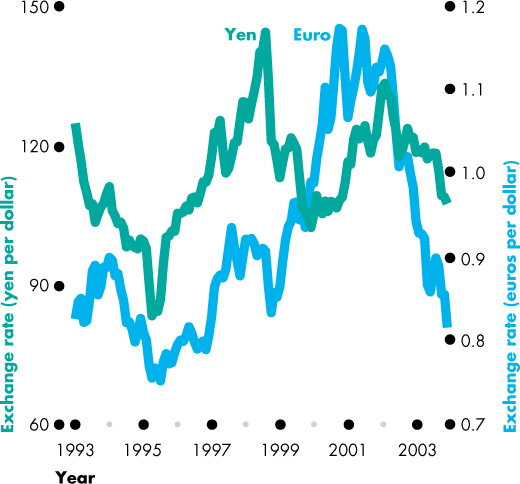 Exchange rate (yen per dollar)
150
120
90
60
Yen
Euro
1.2
1.1
1.0
0.9
0.8
0.7
Exchange rate (euros per dollar)
1993 1995 1997 1999 2001 2003
Year